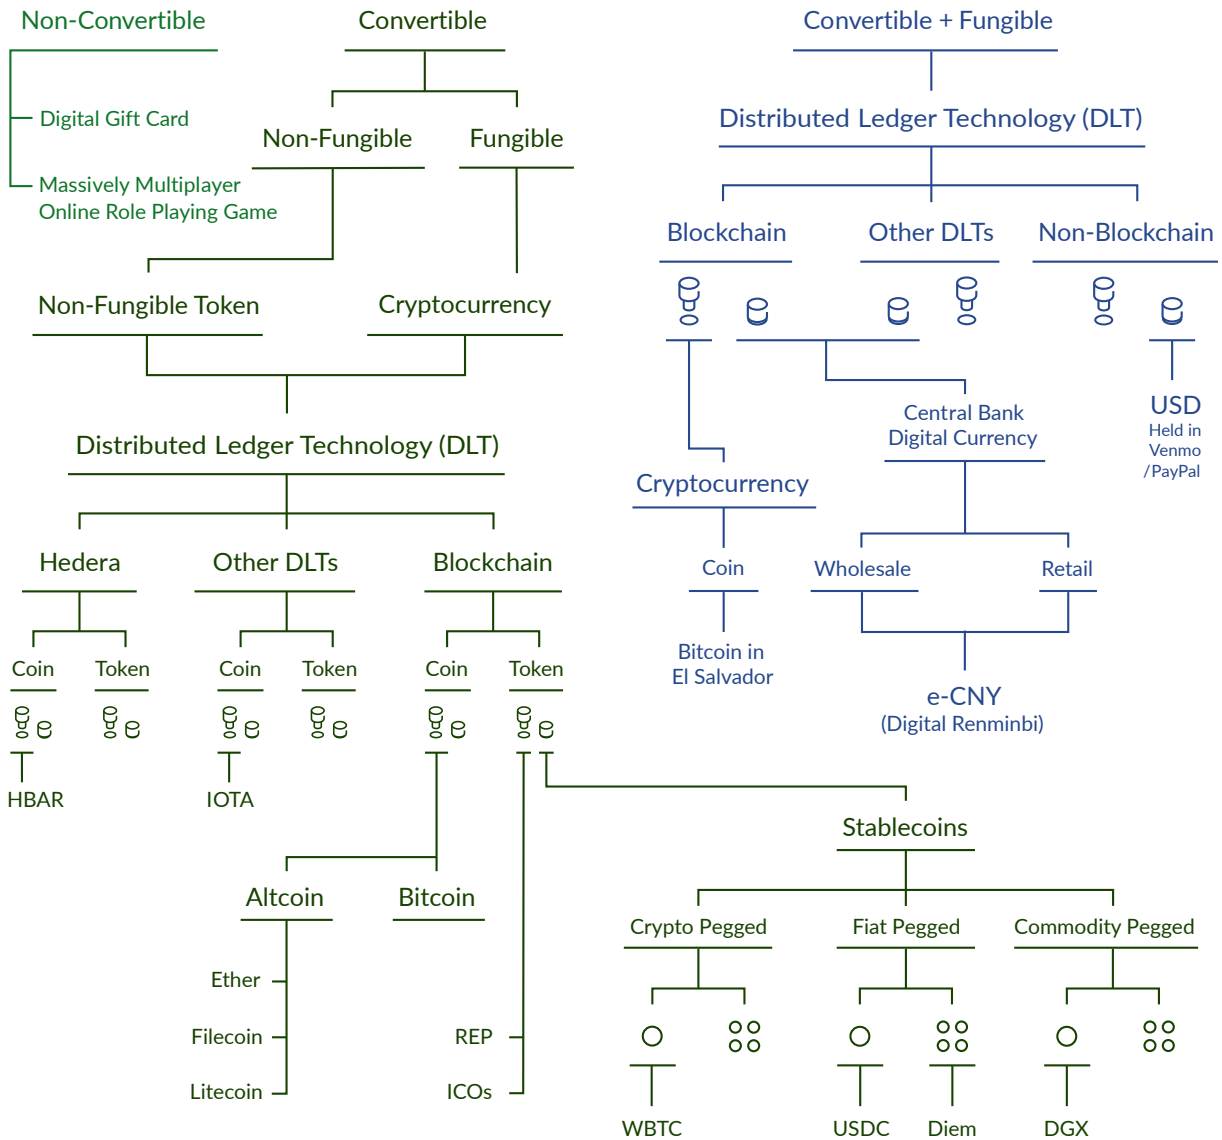 Non-Convertible
Digital Gift Card
Massively Multiplayer
Online Role Playing Game
Convertible
Non-Fungible
Fungible
Non-Fungible Token
Cryptocurrency
Distributed Ledger Technology (DLT)
Hedera
Other DLTs
Blockchain
Coin
Token
Coin
Token
Coin
Token
HBAR
IOTA
Altcoin
Bitcoin
Ether
Filecoin
Litecoin
REP
ICOs
Stablecoins
Crypto Pegged
Fiat Pegged
Commodity Pegged
WBTC
USDC
Diem
DGX
Convertible + Fungible
Distributed Ledger Technology (DLT)
Blockchain
Other DLTs
Non-Blockchain
Cryptocurrency
Coin
Bitcoin in
El Salvador
Central Bank
Digital Currency
Wholesale
Retail
e-CNY
(Digital Renminbi)
USD
Held in
Venmo
/PayPal